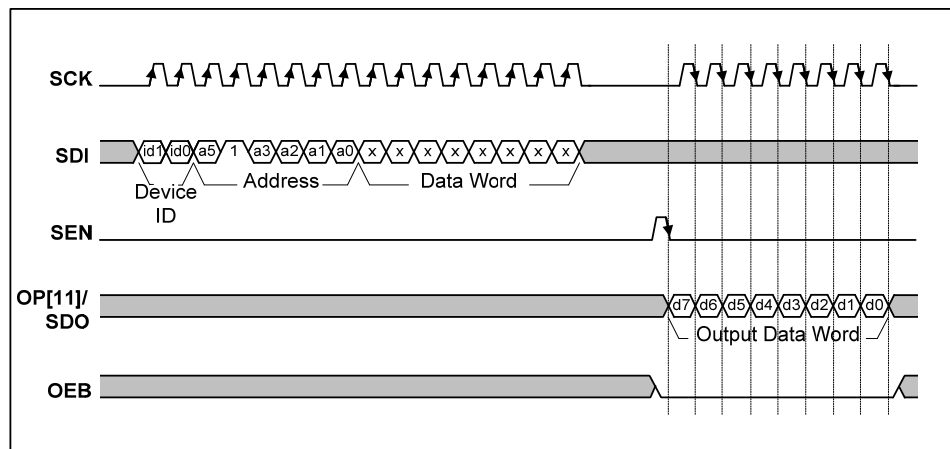 SCK
SDI
id1 id0 a5 1 a3 a2 a1 a0 x x x x x x x x
Device ID
Address
Data Word
SEN
OP[11]/
SDO
d7 d6 d5 d4 d3 d2 d1 d0
Output Data Word
OEB